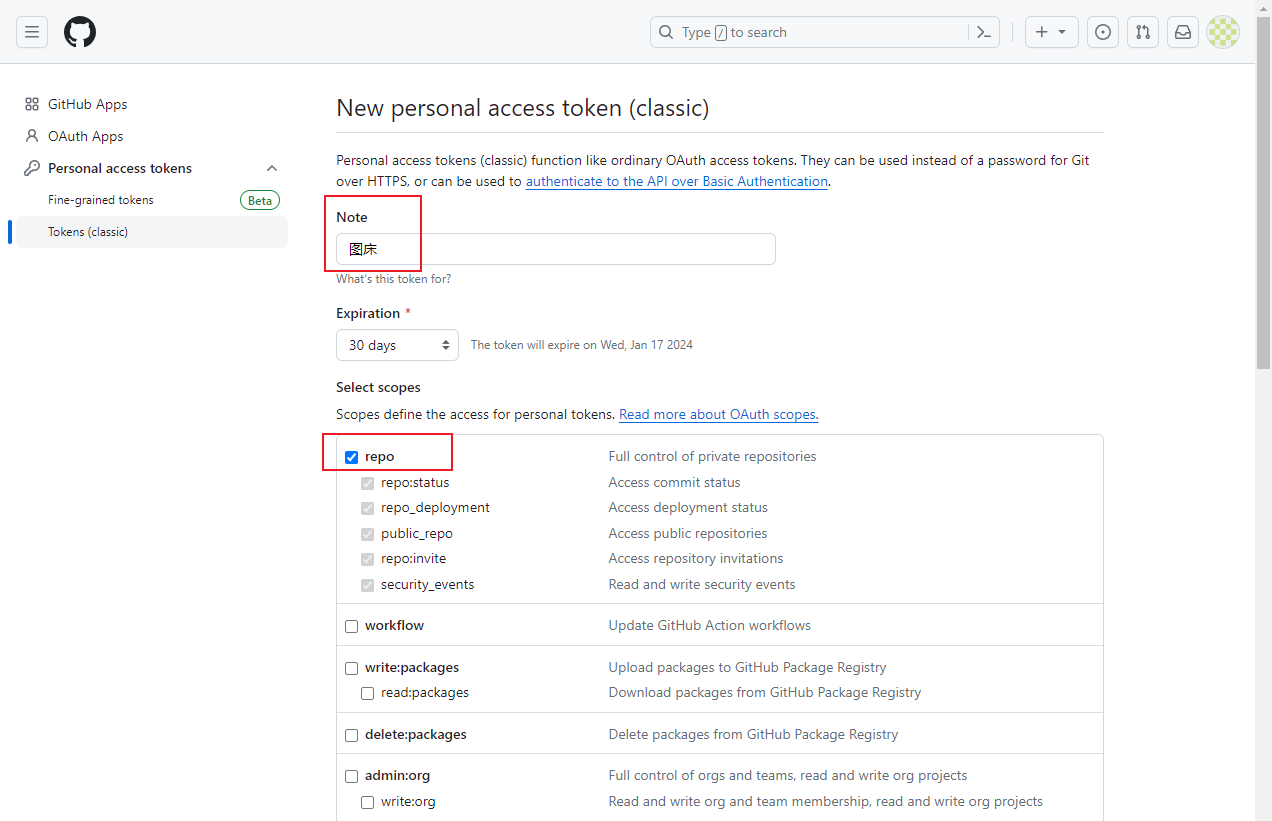 Type / to search
GitHub Apps
OAuth Apps
Personal access tokens
Fine-grained tokens Beta
Tokens (classic)
New personal access token (classic)
Personal access tokens (classic) function like ordinary OAuth access tokens. They can be used instead of a password for Git
over HTTPS, or can be used to authenticate to the API over Basic Authentication.
Note
图床
What's this token for?
Expiration *
30 days The token will expire on Wed, Jan 17 2024
Select scopes
Scopes define the access for personal tokens. Read more about OAuth scopes.
repo Full control of private repositories
repo:status Access commit status
repo_deployment Access deployment status
public_repo Access public repositories
repo:invite Access repository invitations
security_events Read and write security events
workflow Update GitHub Action workflows
write:packages Upload packages to GitHub Package Registry
read:packages Download packages from GitHub Package Registry
delete:packages Delete packages from GitHub Package Registry
admin:org Full control of orgs and teams, read and write org projects
write:org Read and write org and team membership, read and write org projects